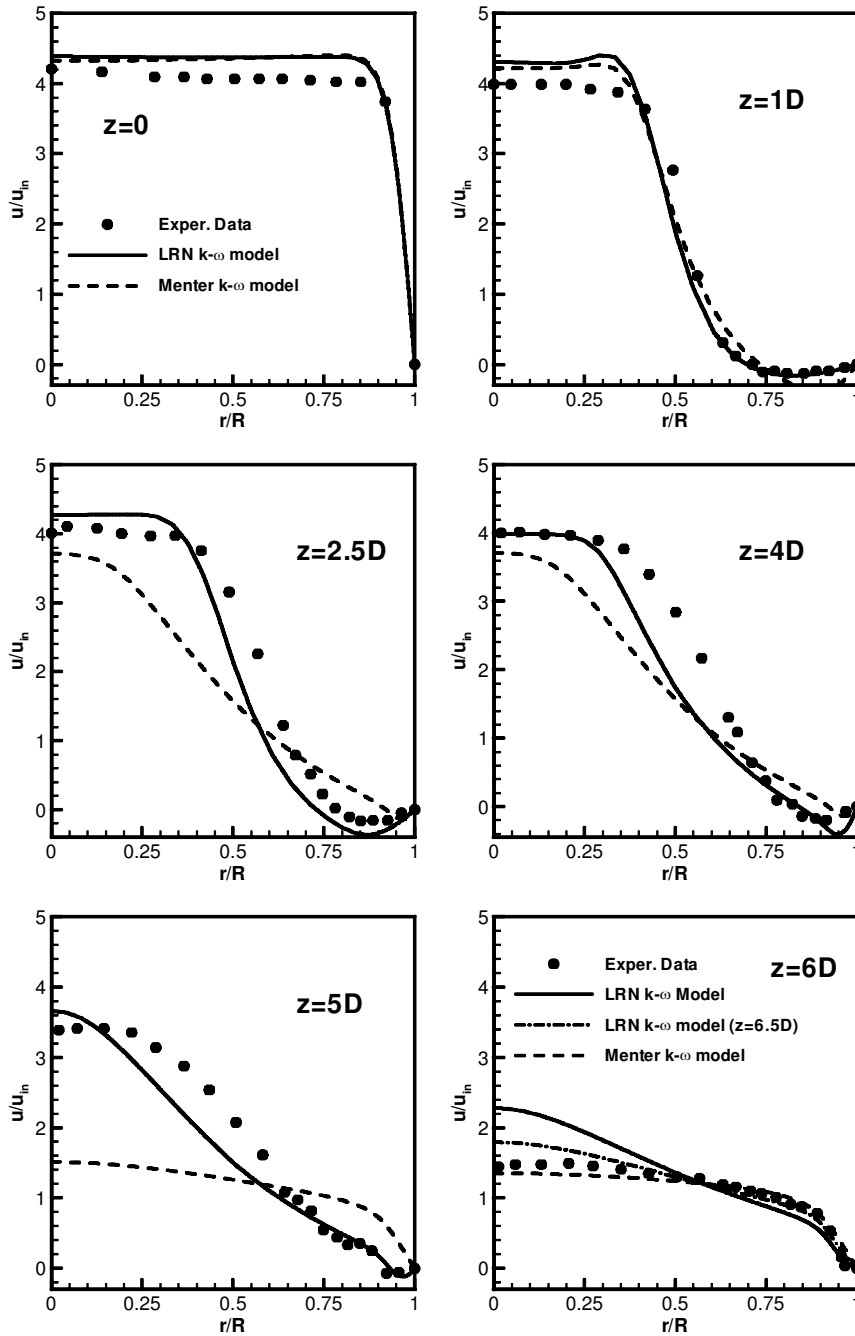 5
4
3
2
1
0
u/u_in
z=0
Exper. Data
LRN k-ω model
Menter k-ω model
0 0.25 0.5 0.75 1
r/R
5
4
3
2
1
0
u/u_in
z=1D
0 0.25 0.5 0.75 1
r/R
5
4
3
2
1
0
u/u_in
z=2.5D
0 0.25 0.5 0.75 1
r/R
5
4
3
2
1
0
u/u_in
z=4D
0 0.25 0.5 0.75 1
r/R
5
4
3
2
1
0
u/u_in
z=5D
0 0.25 0.5 0.75 1
r/R
5
4
3
2
1
0
u/u_in
z=6D
Exper. Data
LRN k-ω Model
LRN k-ω model (z=6.5D)
Menter k-ω model
0 0.25 0.5 0.75 1
r/R